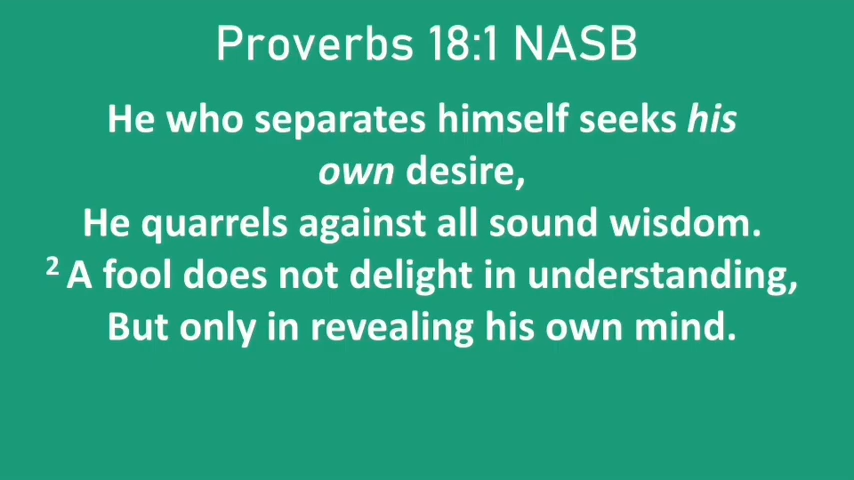 Proverbs 18:1 NASB
He who separates himself seeks his
own desire,
He quarrels against all sound wisdom.
2 A fool does not delight in understanding,
But only in revealing his own mind.